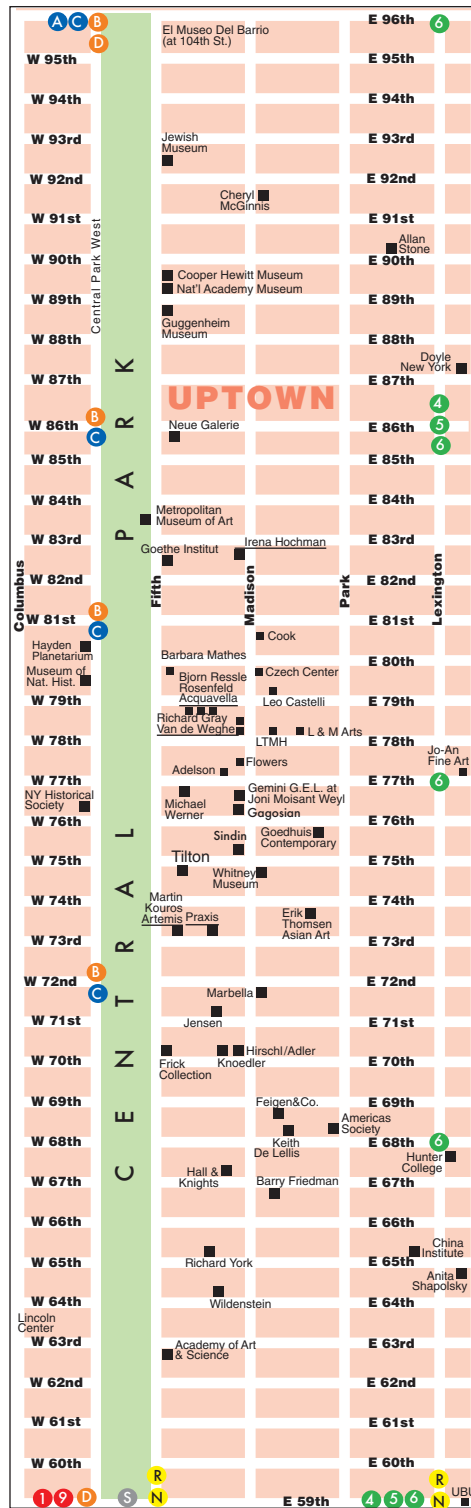 A C B
El Museo Del Barrio
(at 104th St.)
E 96th
6
D
W 95th
E 95th
W 94th
E 94th
W 93rd
Jewish
Museum
E 93rd
W 92nd
E 92nd
Cheryl
McGinnis
W 91st
E 91st
Central Park West
Allan
Stone
W 90th
E 90th
Cooper Hewitt Museum
Nat'l Academy Museum
W 89th
E 89th
Guggenheim
Museum
W 88th
E 88th
Doyle
New York
W 87th
E 87th
UPTOWN
4
B
W 86th
Neue Galerie
E 86th
5
C
6
W 85th
E 85th
W 84th
E 84th
Metropolitan
Museum of Art
W 83rd
E 83rd
Irena Hochman
Goethe Institut
W 82nd
E 82nd
Columbus
CENTRAL PARK
Fifth
Madison
Park
Lexington
B
W 81st
E 81st
C
Cook
Hayden
Planetarium
Barbara Mathes
E 80th
Museum of
Nat. Hist.
Czech Center
Bjorn Ressle
Rosenfeld
Acquavella
Leo Castelli
W 79th
E 79th
Richard Gray
Van de Weghe
LTMH
L & M Arts
W 78th
E 78th
Jo-An
Fine Art
Flowers
Adelson
W 77th
E 77th
6
NY Historical
Society
Michael
Werner
Gemini G.E.L. at
Joni Moisant Weyl
Gagosian
W 76th
E 76th
Sindin
Goedhuis
Contemporary
W 75th
Tilton
E 75th
Whitney
Museum
W 74th
E 74th
Martin
Kouros
Artemis
Praxis
Erik
Thomsen
Asian Art
W 73rd
E 73rd
B
W 72nd
E 72nd
C
Marbella
W 71st
Jensen
E 71st
Hirschl/Adler
W 70th
Frick
Collection
Knoedler
E 70th
W 69th
E 69th
Feigen&Co.
Americas
Society
W 68th
Keith
De Lellis
E 68th
6
Hunter
College
W 67th
Hall &
Knights
Barry Friedman
E 67th
W 66th
E 66th
China
Institute
W 65th
Richard York
E 65th
Anita
Shapolsky
W 64th
Wildenstein
E 64th
Lincoln
Center
W 63rd
Academy of Art
& Science
E 63rd
W 62nd
E 62nd
W 61st
E 61st
W 60th
E 60th
R
R
1 9 D
S
N
E 59th
4 5 6
N
UBU